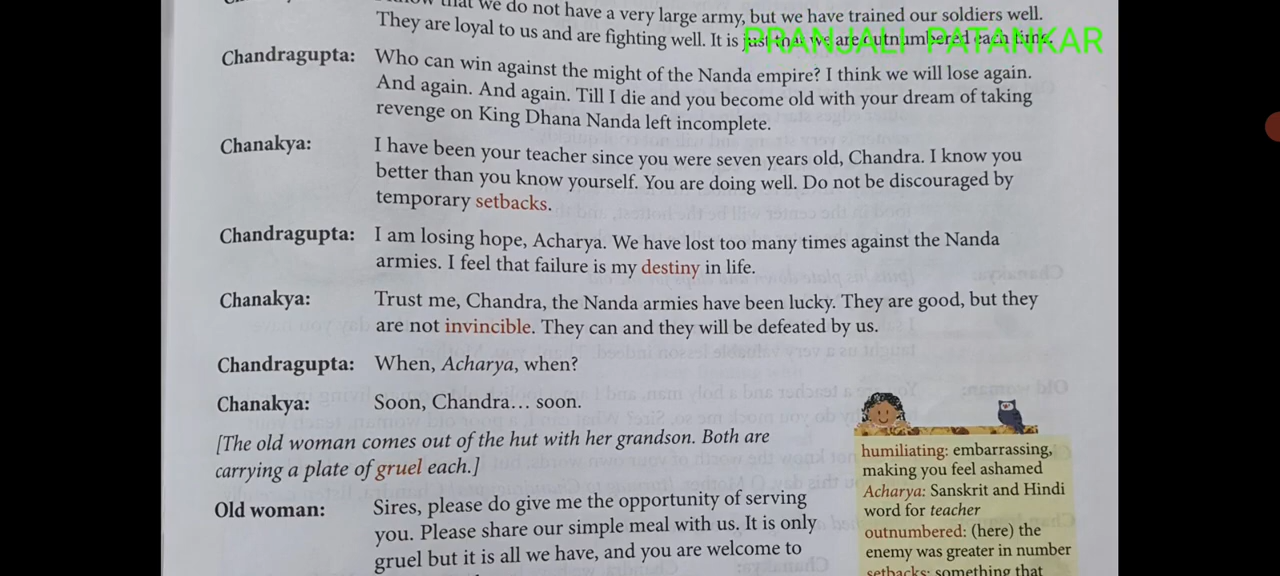 that we do not have a very large army, but we have trained our soldiers well.
They are loyal to us and are fighting well. It is just that we are outnumbered each time.
PRANJALI PATANKAR
Chandragupta: Who can win against the might of the Nanda empire? I think we will lose again.
And again. And again. Till I die and you become old with your dream of taking
revenge on King Dhana Nanda left incomplete.
Chanakya: I have been your teacher since you were seven years old, Chandra. I know you
better than you know yourself. You are doing well. Do not be discouraged by
temporary setbacks.
Chandragupta: I am losing hope, Acharya. We have lost too many times against the Nanda
armies. I feel that failure is my destiny in life.
Chanakya: Trust me, Chandra, the Nanda armies have been lucky. They are good, but they
are not invincible. They can and they will be defeated by us.
Chandragupta: When, Acharya, when?
Chanakya: Soon, Chandra... soon.
[The old woman comes out of the hut with her grandson. Both are
carrying a plate of gruel each.]
Old woman: Sires, please do give me the opportunity of serving
you. Please share our simple meal with us. It is only
gruel but it is all we have, and you are welcome to
humiliating: embarrassing,
making you feel ashamed
Acharya: Sanskrit and Hindi
word for teacher
outnumbered: (here) the
enemy was greater in number
setbacks: something that